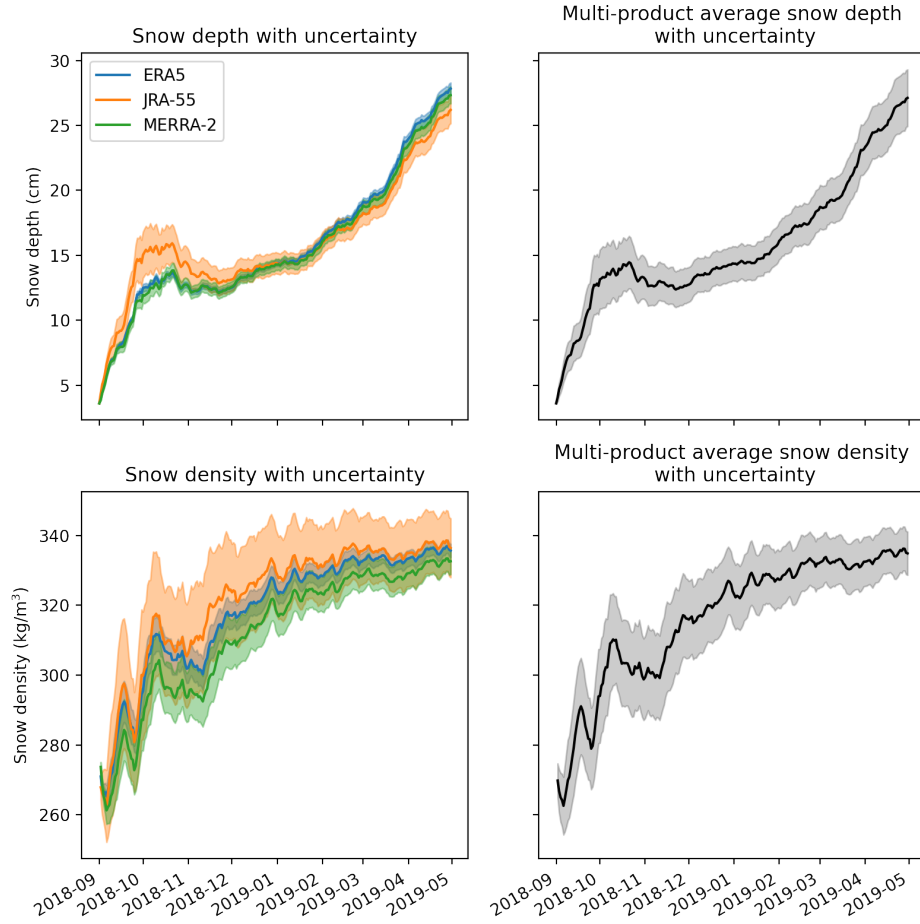 Snow depth with uncertainty
Multi-product average snow depth
with uncertainty
ERA5
JRA-55
MERRA-2
Snow depth (cm)
30
25
20
15
10
5
Snow density with uncertainty
Multi-product average snow density
with uncertainty
Snow density (kg/m³)
340
320
300
280
260
2018-09
2018-10
2018-11
2018-12
2019-01
2019-02
2019-03
2019-04
2019-05
2018-09
2018-10
2018-11
2018-12
2019-01
2019-02
2019-03
2019-04
2019-05